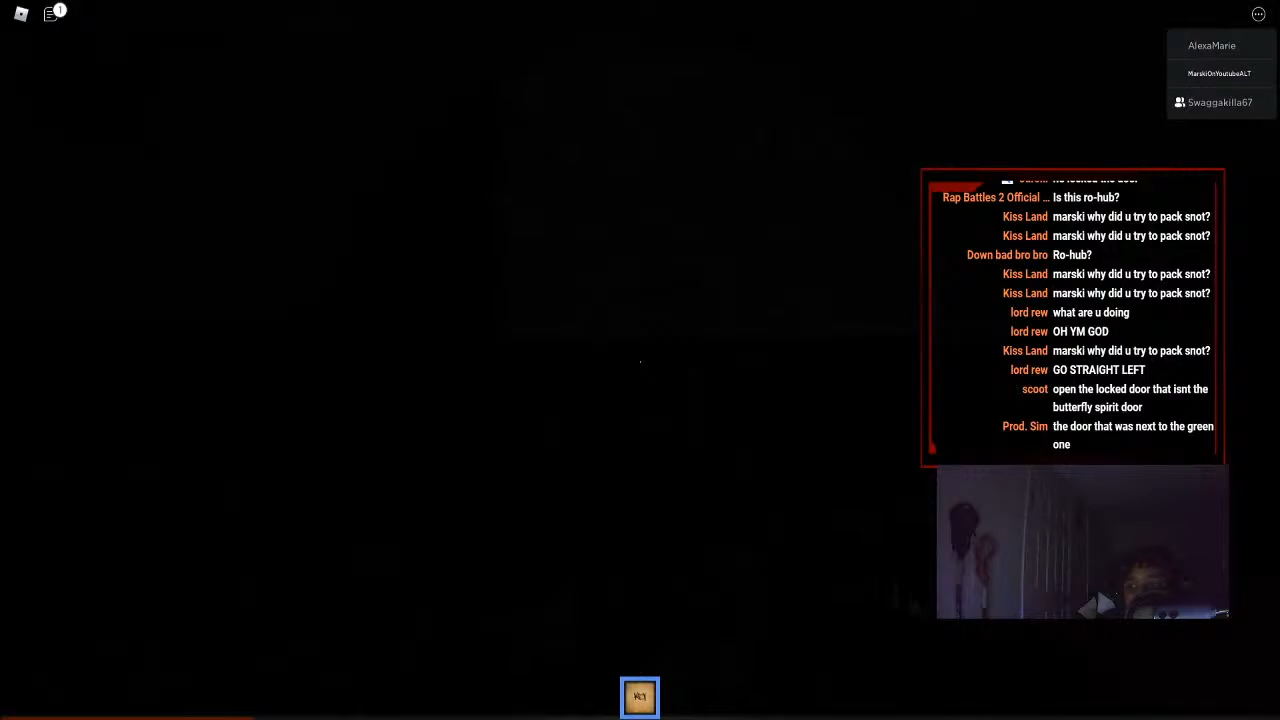 1
AlexaMarie
MarskiOnYoutubeALT
Swaggakilla67
Rap Battles 2 Official ... Is this ro-hub?
Kiss Land marski why did u try to pack snot?
Kiss Land marski why did u try to pack snot?
Down bad bro bro Ro-hub?
Kiss Land marski why did u try to pack snot?
Kiss Land marski why did u try to pack snot?
lord rew what are u doing
lord rew OH YM GOD
Kiss Land marski why did u try to pack snot?
lord rew GO STRAIGHT LEFT
scoot open the locked door that isnt the
butterfly spirit door
Prod. Sim the door that was next to the green
one
KEY